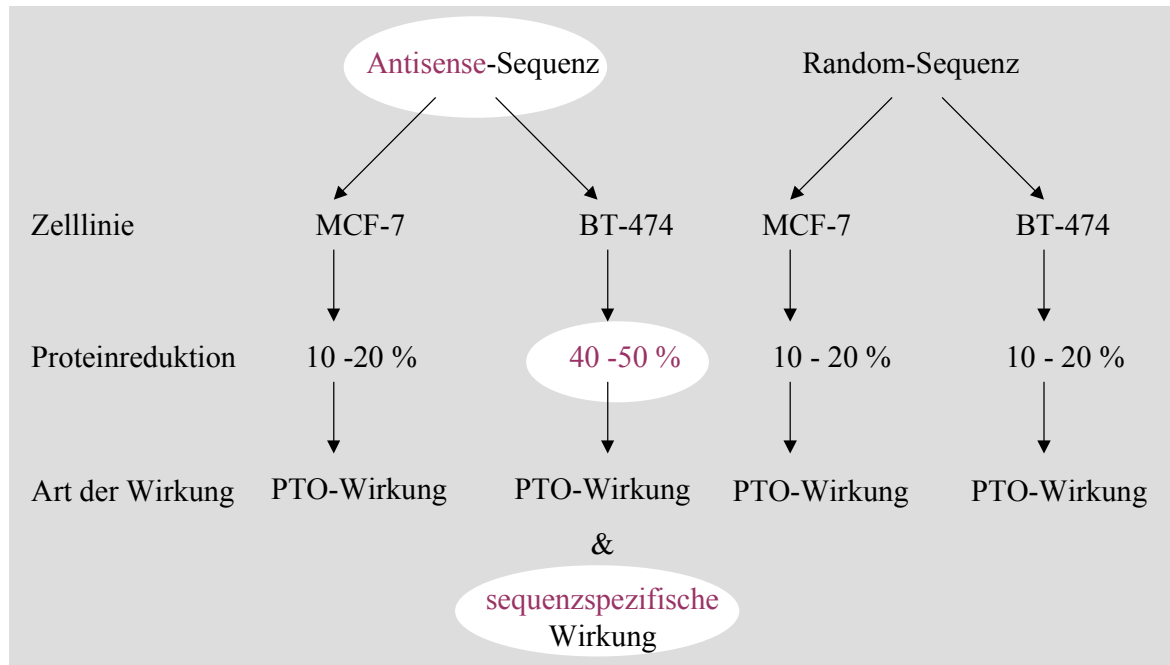 Antisense-Sequenz Random-Sequenz
Zelllinie MCF-7 BT-474 MCF-7 BT-474
Proteinreduktion 10 -20 % 40 -50 % 10 - 20 % 10 - 20 %
Art der Wirkung PTO-Wirkung PTO-Wirkung PTO-Wirkung PTO-Wirkung
&
sequenzspezifische
Wirkung